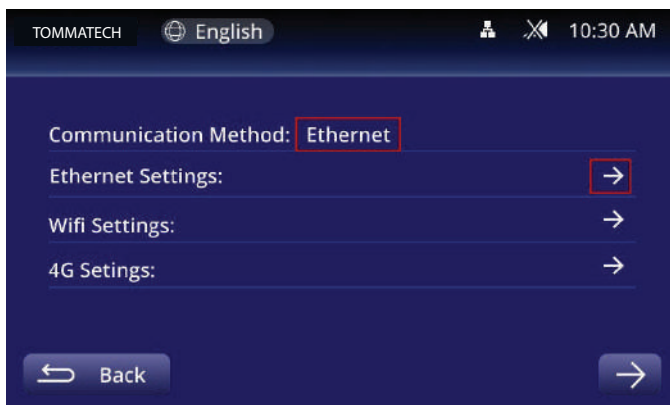 TOMMATECH English 10:30 AM
Communication Method: Ethernet
Ethernet Settings:
Wifi Settings:
4G Setings:
Back